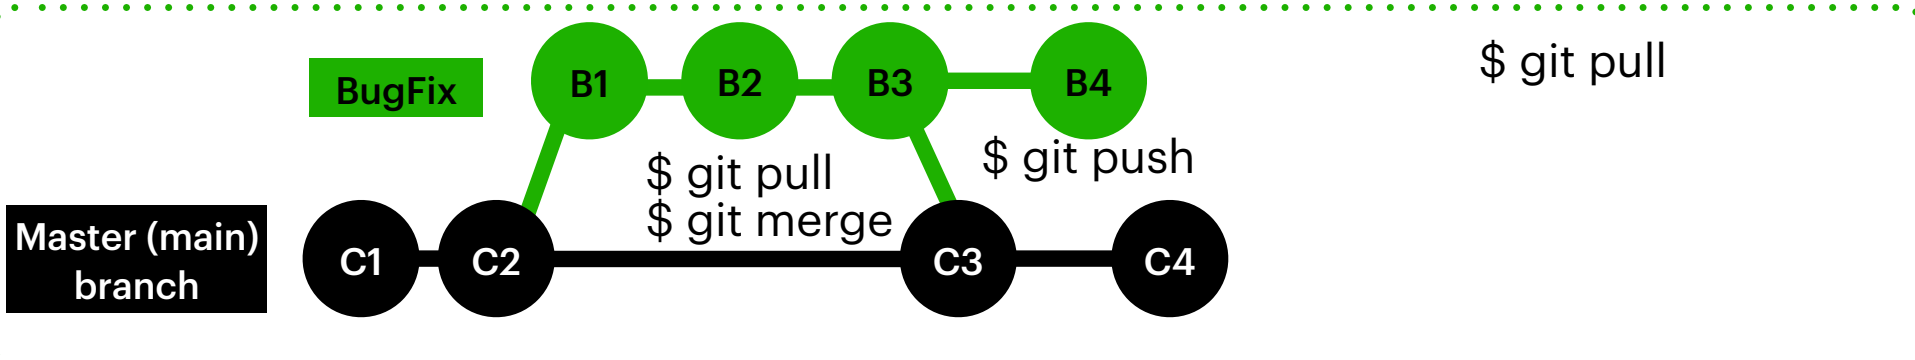 $ git pull
BugFix
B1
B2
B3
B4
$ git push
$ git pull
$ git merge
Master (main)
branch
C1
C2
C3
C4